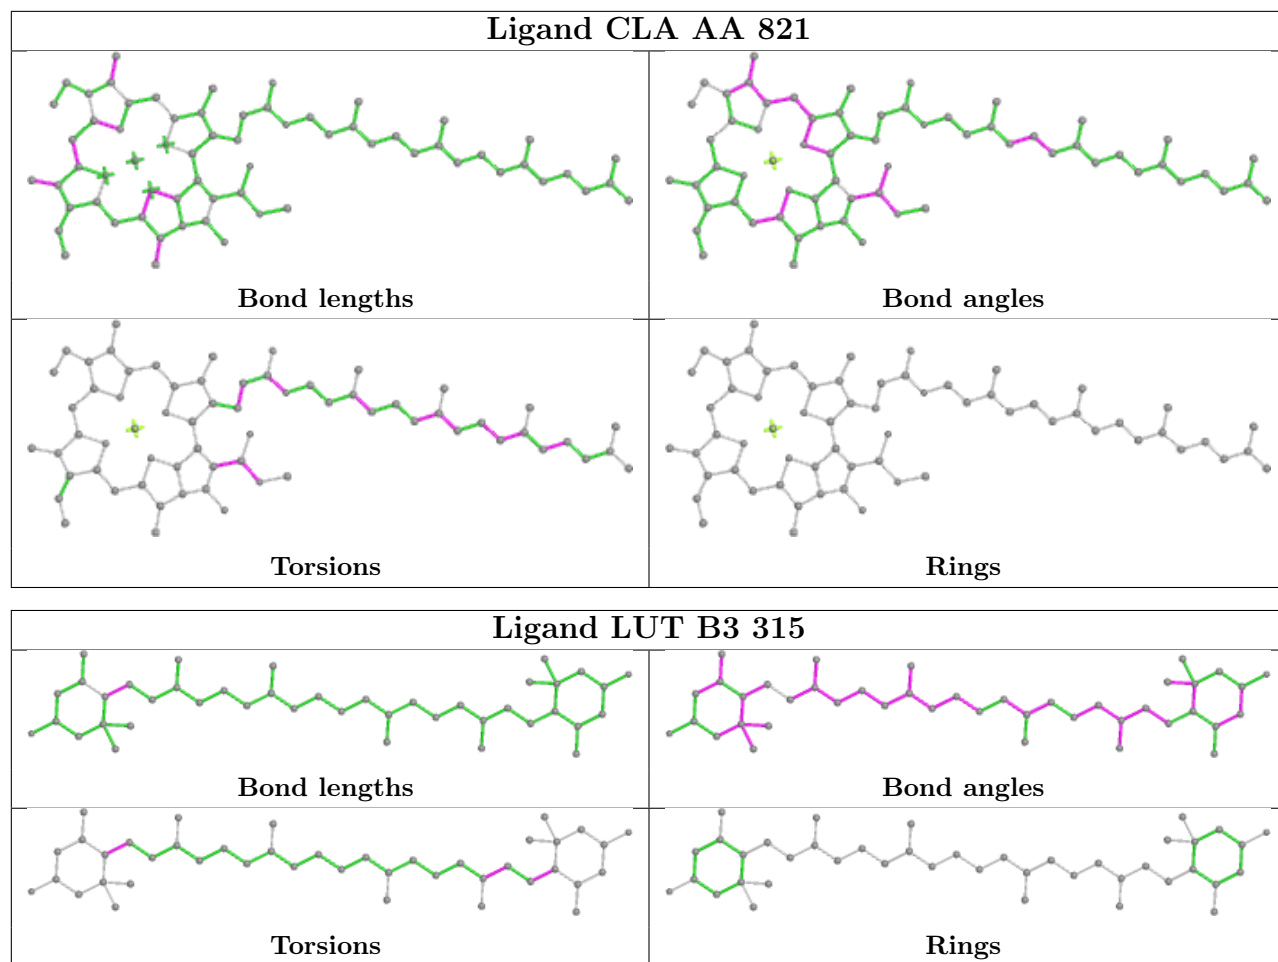 Ligand CLA AA 821
Bond lengths
Bond angles
Torsions
Rings
Ligand LUT B3 315
Bond lengths
Bond angles
Torsions
Rings